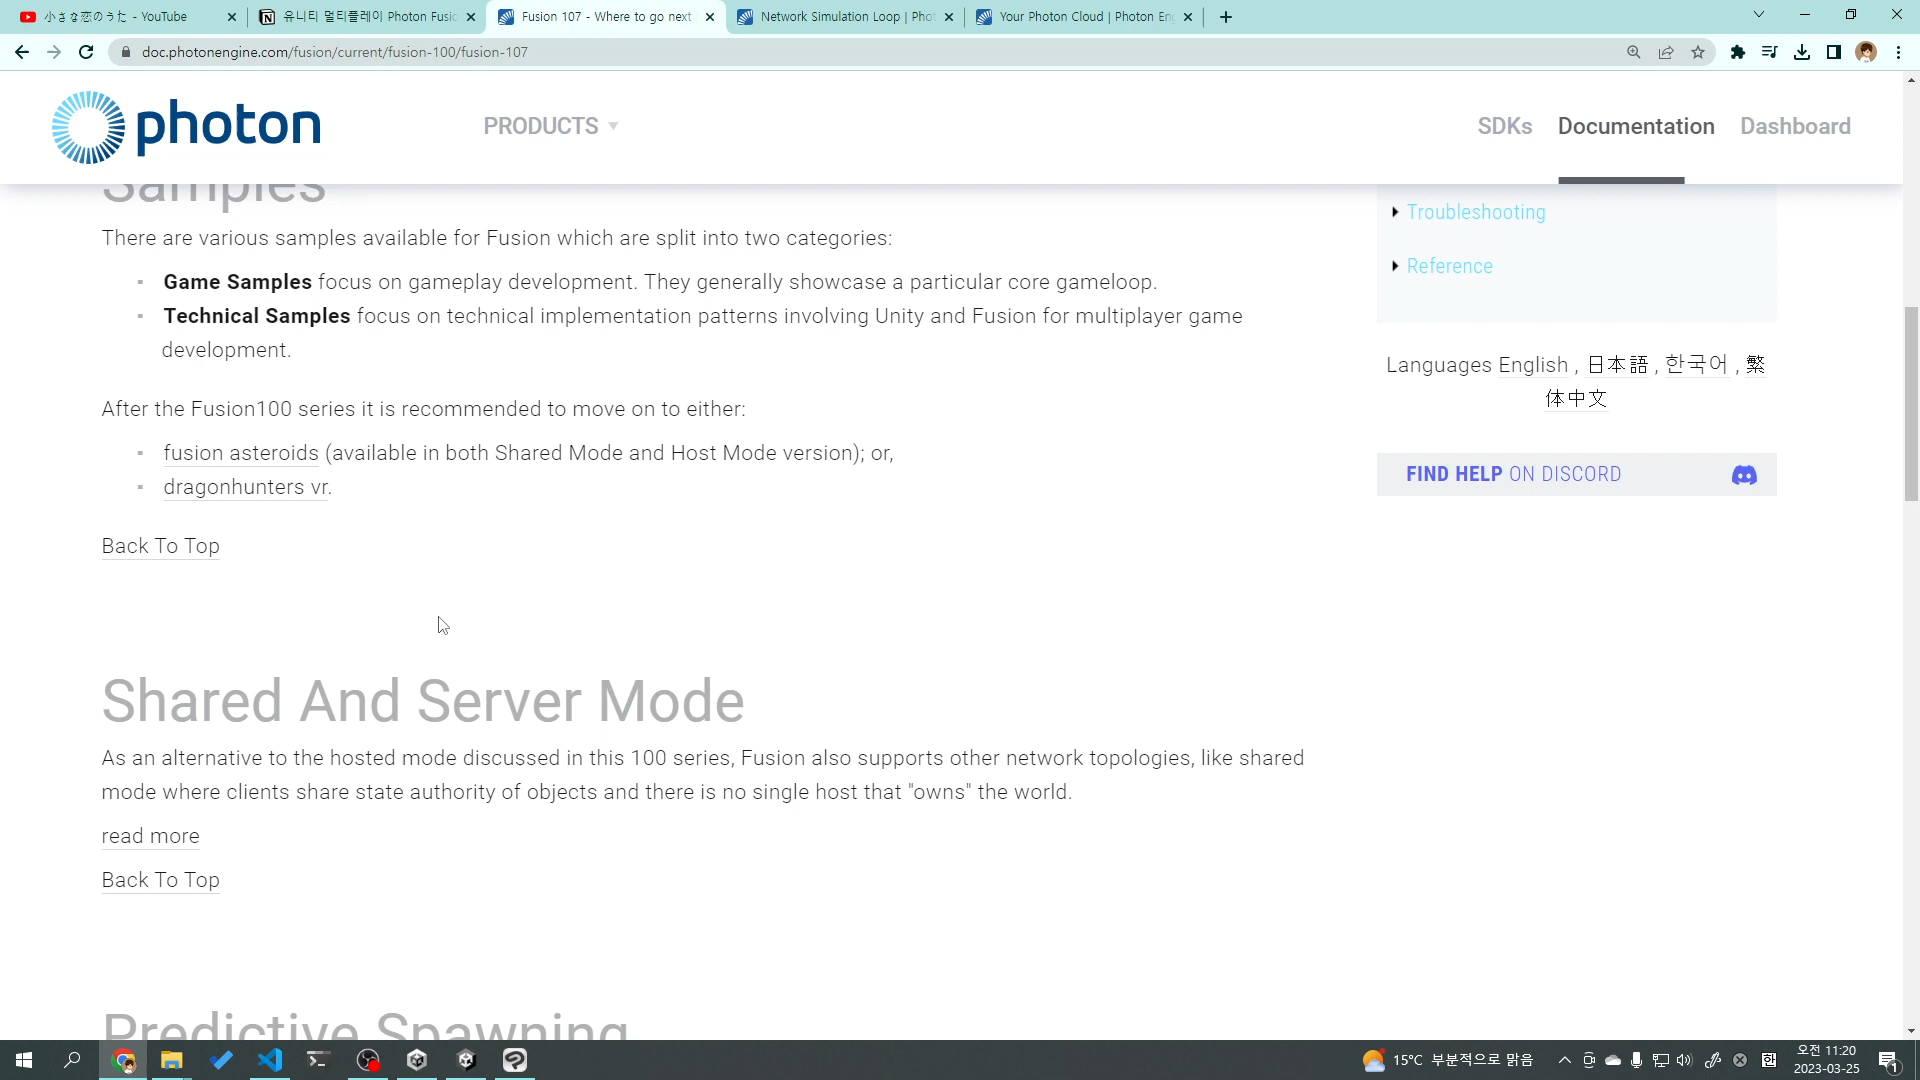 小さな恋のうた - YouTube
유니티 멀티플레이 Photon Fusio
Fusion 107 - Where to go next
Network Simulation Loop | Phot
Your Photon Cloud | Photon En
doc.photonengine.com/fusion/current/fusion-100/fusion-107
photon
PRODUCTS
SDKs
Documentation
Dashboard
Samples
There are various samples available for Fusion which are split into two categories:
Game Samples focus on gameplay development. They generally showcase a particular core gameloop.
Technical Samples focus on technical implementation patterns involving Unity and Fusion for multiplayer game
development.
After the Fusion100 series it is recommended to move on to either:
fusion asteroids (available in both Shared Mode and Host Mode version); or,
dragonhunters vr.
Back To Top
Shared And Server Mode
As an alternative to the hosted mode discussed in this 100 series, Fusion also supports other network topologies, like shared
mode where clients share state authority of objects and there is no single host that "owns" the world.
read more
Back To Top
Predictive Spawning
Troubleshooting
Reference
Languages English , 日本語 , 한국어 , 繁
体中文
FIND HELP ON DISCORD
15°C 부분적으로 맑음
한
오전 11:20
2023-03-25
1